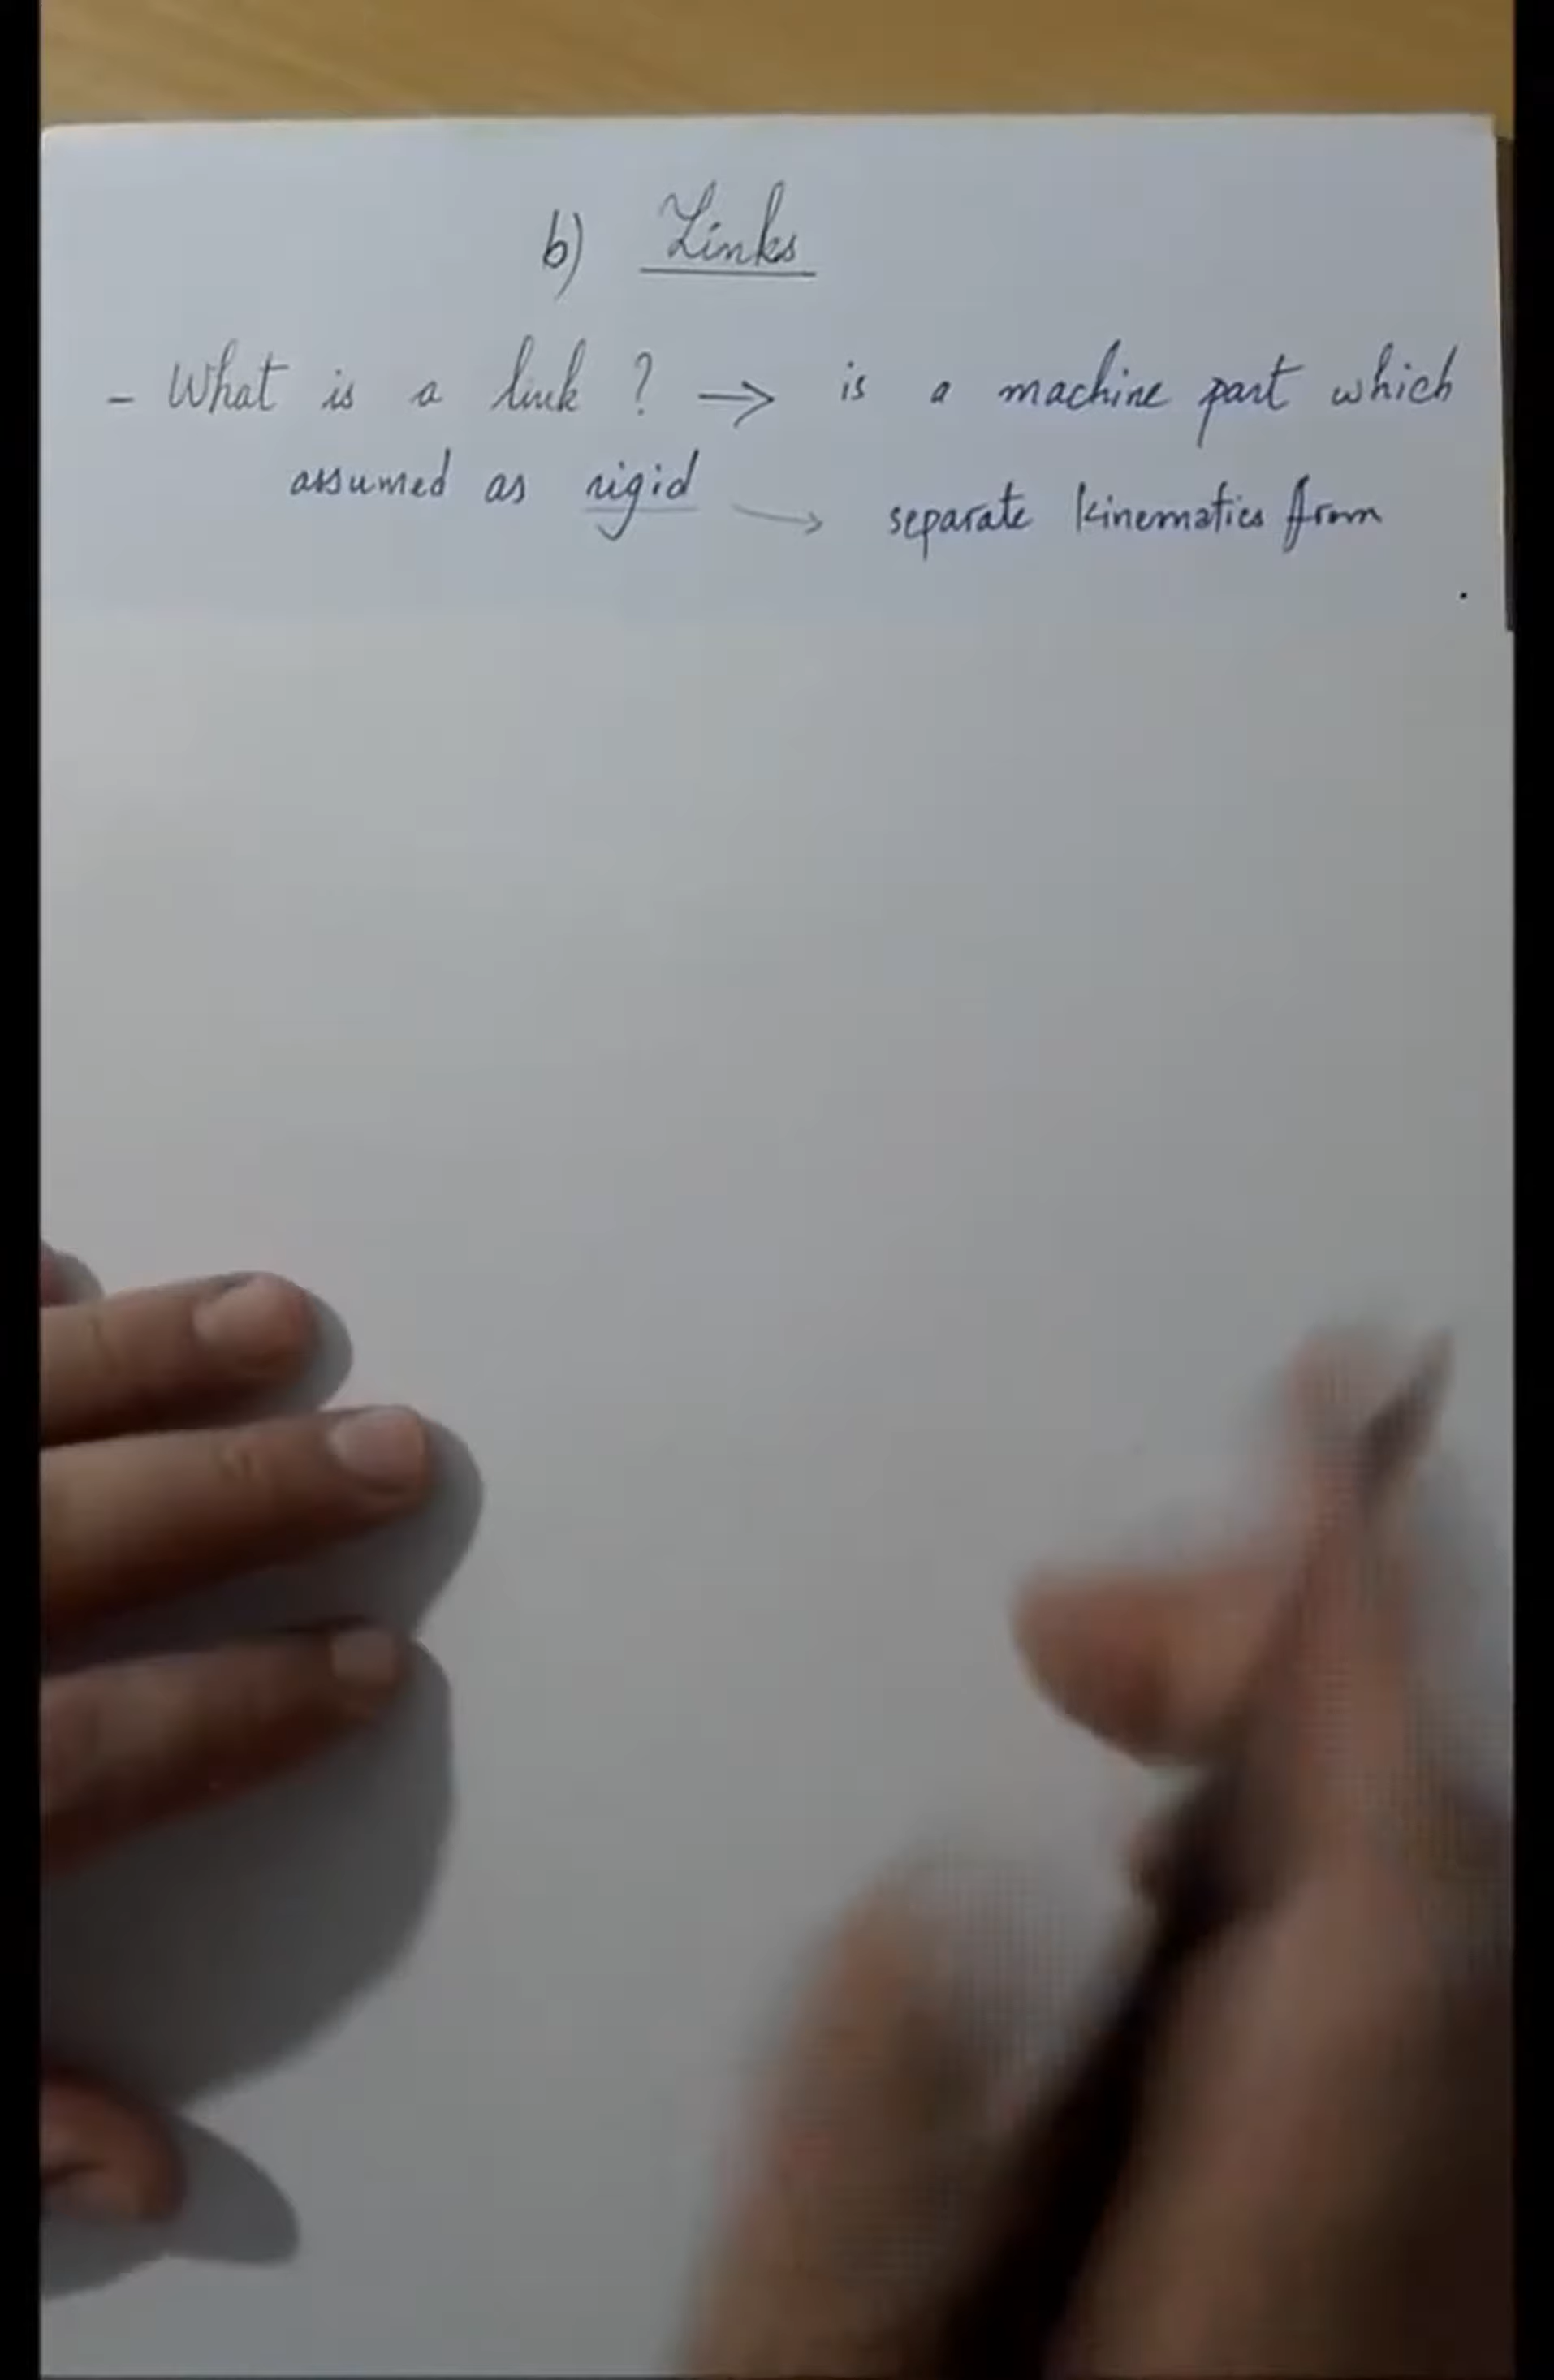 b) Links
- What is a link ? → is a machine part which
assumed as rigid → separate kinematics from